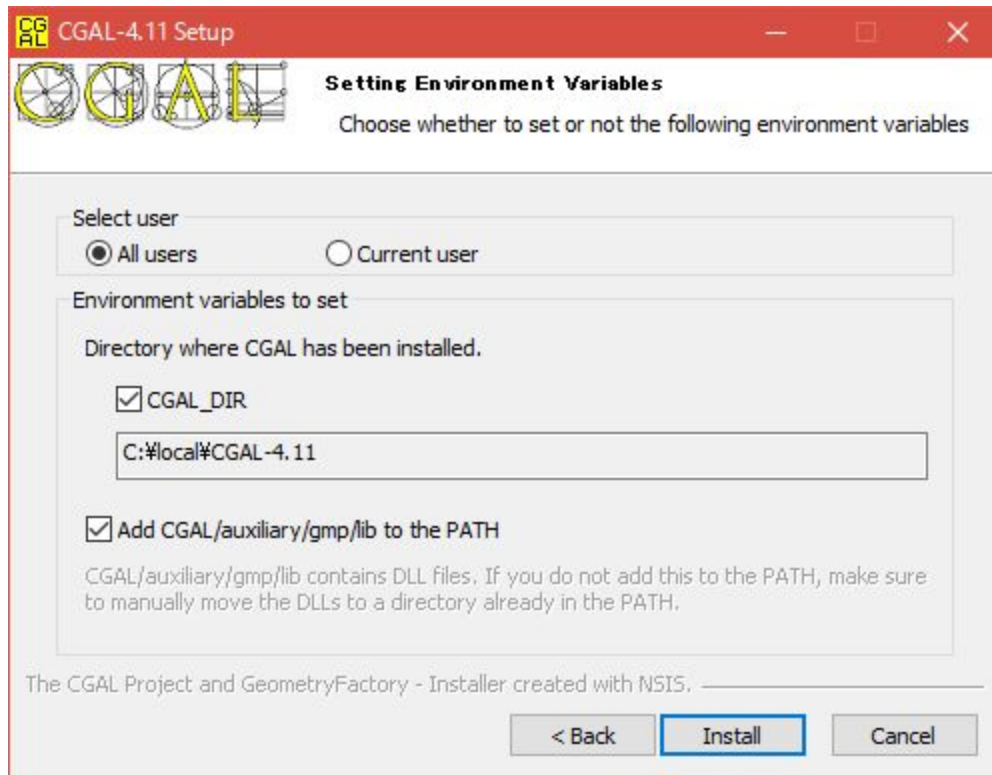 CG
AL
CGAL-4.11 Setup
CGAL
Setting Environment Variables
Choose whether to set or not the following environment variables
Select user
All users
Current user
Environment variables to set
Directory where CGAL has been installed.
CGAL_DIR
C:¥local¥CGAL-4.11
Add CGAL/auxiliary/gmp/lib to the PATH
CGAL/auxiliary/gmp/lib contains DLL files. If you do not add this to the PATH, make sure
to manually move the DLLs to a directory already in the PATH.
The CGAL Project and GeometryFactory - Installer created with NSIS.
< Back
Install
Cancel